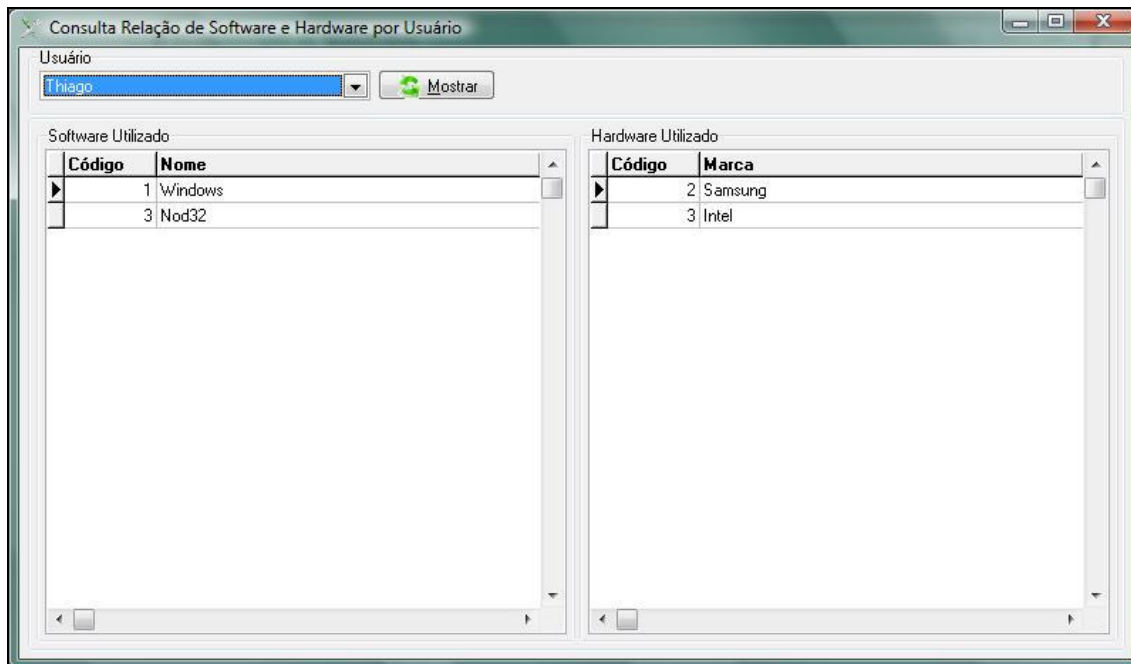 Consulta Relação de Software e Hardware por Usuário
Usuário
Thiago
Mostrar
Software Utilizado
Código Nome
1 Windows
3 Nod32
Hardware Utilizado
Código Marca
2 Samsung
3 Intel